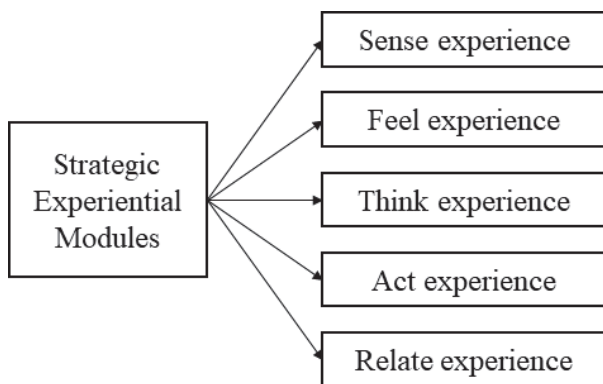 Strategic
Experiential
Modules
Sense experience
Feel experience
Think experience
Act experience
Relate experience